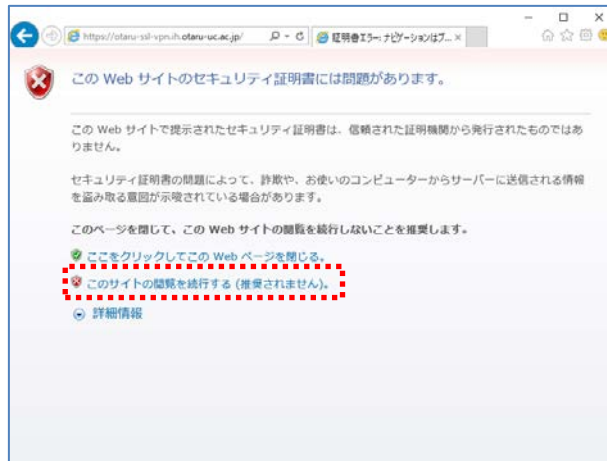 https://otaru-ssl-vpn.ih.otaru-uc.ac.jp/
証明書エラー: ナビゲーションはブ...
この Web サイトのセキュリティ証明書には問題があります。
この Web サイトで提示されたセキュリティ証明書は、信頼された証明機関から発行されたものではあ
りません。
セキュリティ証明書の問題によって、詐欺や、お使いのコンピューターからサーバーに送信される情報
を盗み取る意図が示唆されている場合があります。
このページを閉じて、この Web サイトの閲覧を続行しないことを推奨します。
ここをクリックしてこの Web ページを閉じる。
このサイトの閲覧を続行する (推奨されません)。
詳細情報